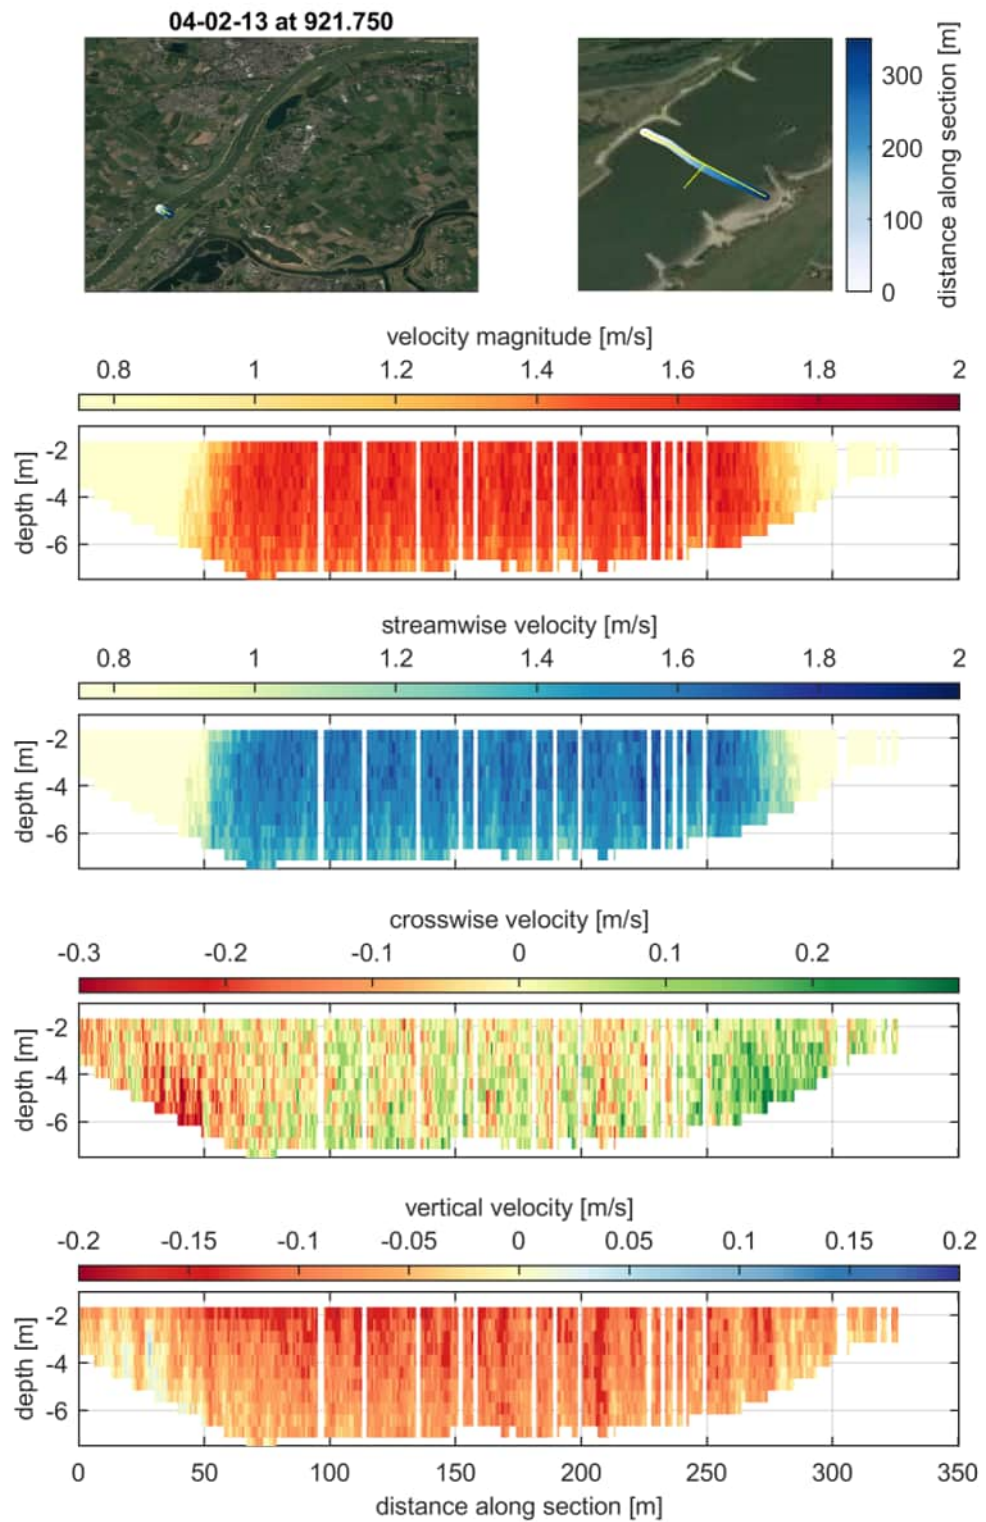 04-02-13 at 921.750
300
200
100
0
distance along section [m]
velocity magnitude [m/s]
0.8 1 1.2 1.4 1.6 1.8 2
-2
-4
-6
depth [m]
streamwise velocity [m/s]
0.8 1 1.2 1.4 1.6 1.8 2
-2
-4
-6
depth [m]
crosswise velocity [m/s]
-0.3 -0.2 -0.1 0 0.1 0.2
-2
-4
-6
depth [m]
vertical velocity [m/s]
-0.2 -0.15 -0.1 -0.05 0 0.05 0.1 0.15 0.2
-2
-4
-6
depth [m]
0 50 100 150 200 250 300 350
distance along section [m]